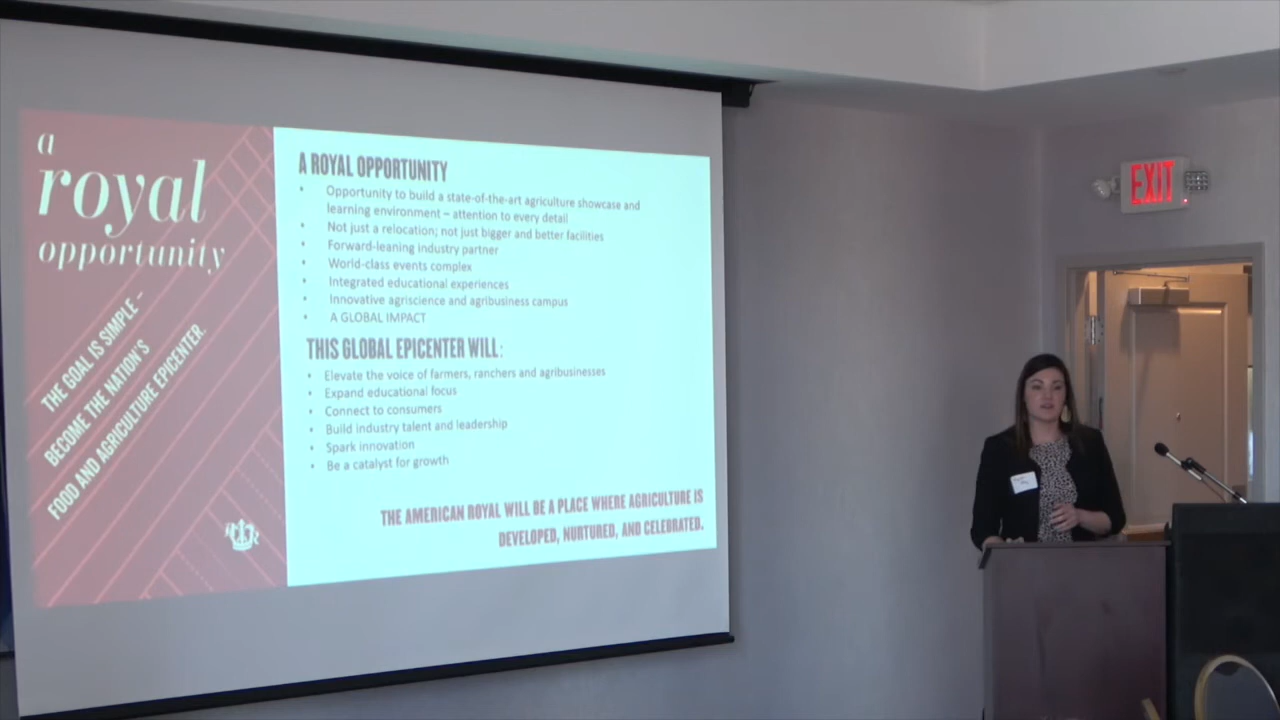 a
royal
opportunity
THE GOAL IS SIMPLE –
BECOME THE NATION'S
FOOD AND AGRICULTURE EPICENTER.
A ROYAL OPPORTUNITY
• Opportunity to build a state-of-the-art agriculture showcase and
learning environment – attention to every detail
• Not just a relocation; not just bigger and better facilities
• Forward-leaning industry partner
• World-class events complex
• Integrated educational experiences
• Innovative agriscience and agribusiness campus
• A GLOBAL IMPACT
THIS GLOBAL EPICENTER WILL:
• Elevate the voice of farmers, ranchers and agribusinesses
• Expand educational focus
• Connect to consumers
• Build industry talent and leadership
• Spark innovation
• Be a catalyst for growth
THE AMERICAN ROYAL WILL BE A PLACE WHERE AGRICULTURE IS
DEVELOPED, NURTURED, AND CELEBRATED.
EXIT